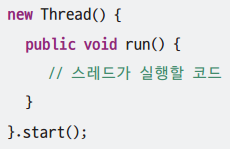 new Thread() {
public void run() {
// 스레드가 실행할 코드
}
}.start();